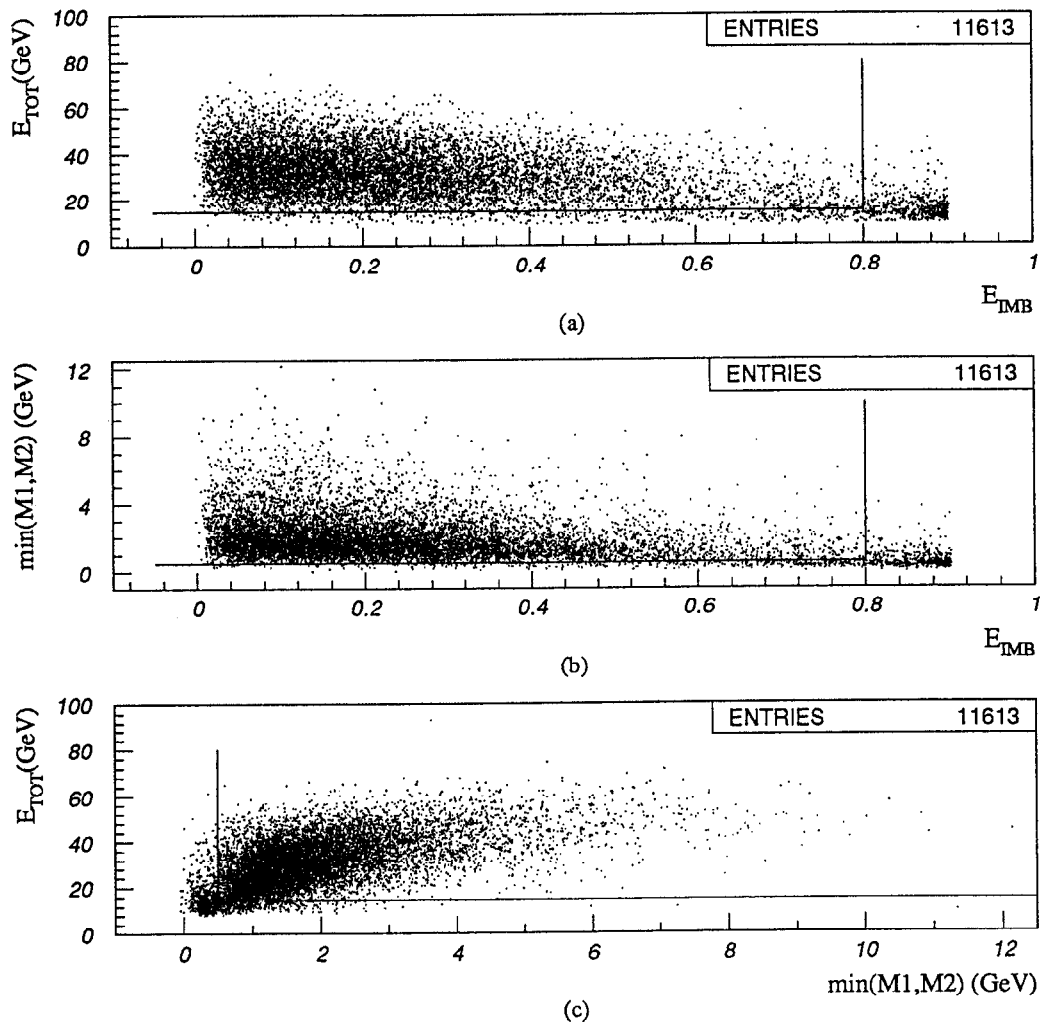 ENTRIES 11613
E_TOT(GeV)
100
80
60
40
20
0
0 0.2 0.4 0.6 0.8 1
E_IMB
(a)
ENTRIES 11613
min(M1,M2) (GeV)
12
8
4
0
0 0.2 0.4 0.6 0.8 1
E_IMB
(b)
ENTRIES 11613
E_TOT(GeV)
100
80
60
40
20
0
0 2 4 6 8 10 12
min(M1,M2) (GeV)
(c)